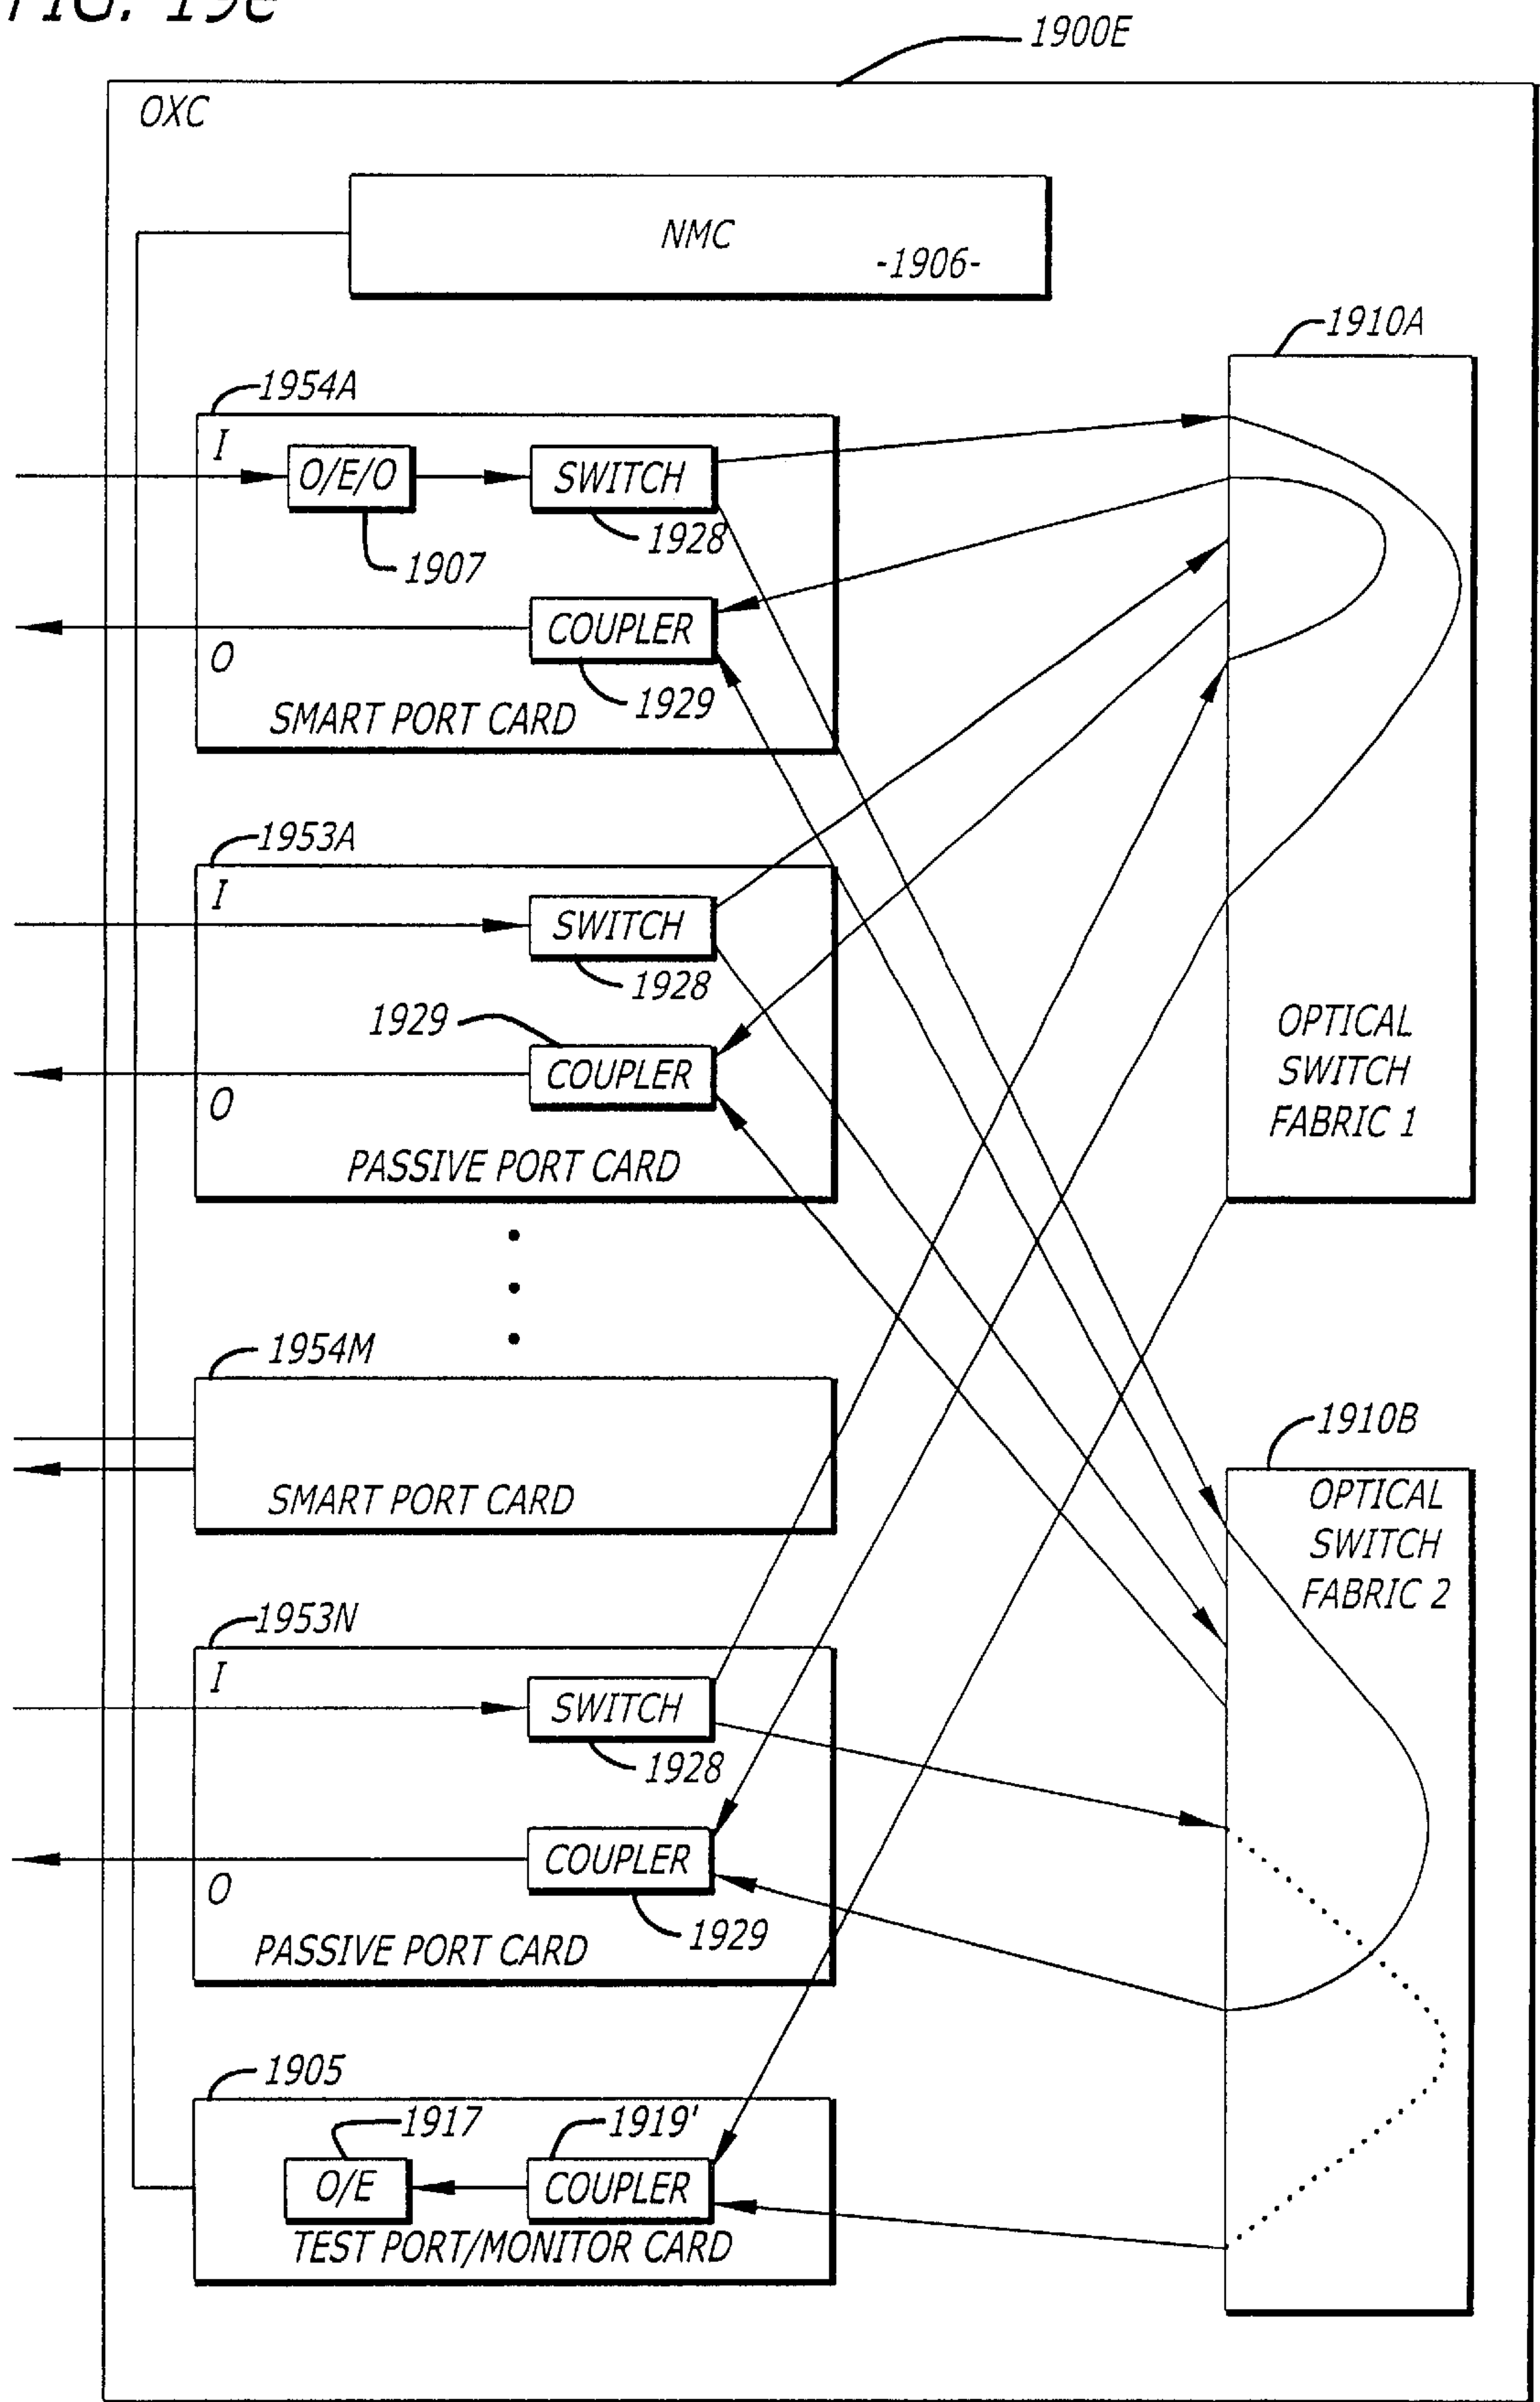 FIG. 19e
1900E
OXC
NMC
-1906-
1910A
1954A
I
O/E/O
SWITCH
1928
1907
COUPLER
O
1929
SMART PORT CARD
1953A
I
SWITCH
1928
1929
COUPLER
O
PASSIVE PORT CARD
OPTICAL
SWITCH
FABRIC 1
1954M
SMART PORT CARD
1910B
OPTICAL
SWITCH
FABRIC 2
1953N
I
SWITCH
1928
COUPLER
O
1929
PASSIVE PORT CARD
1905
1917
1919'
O/E
COUPLER
TEST PORT/MONITOR CARD